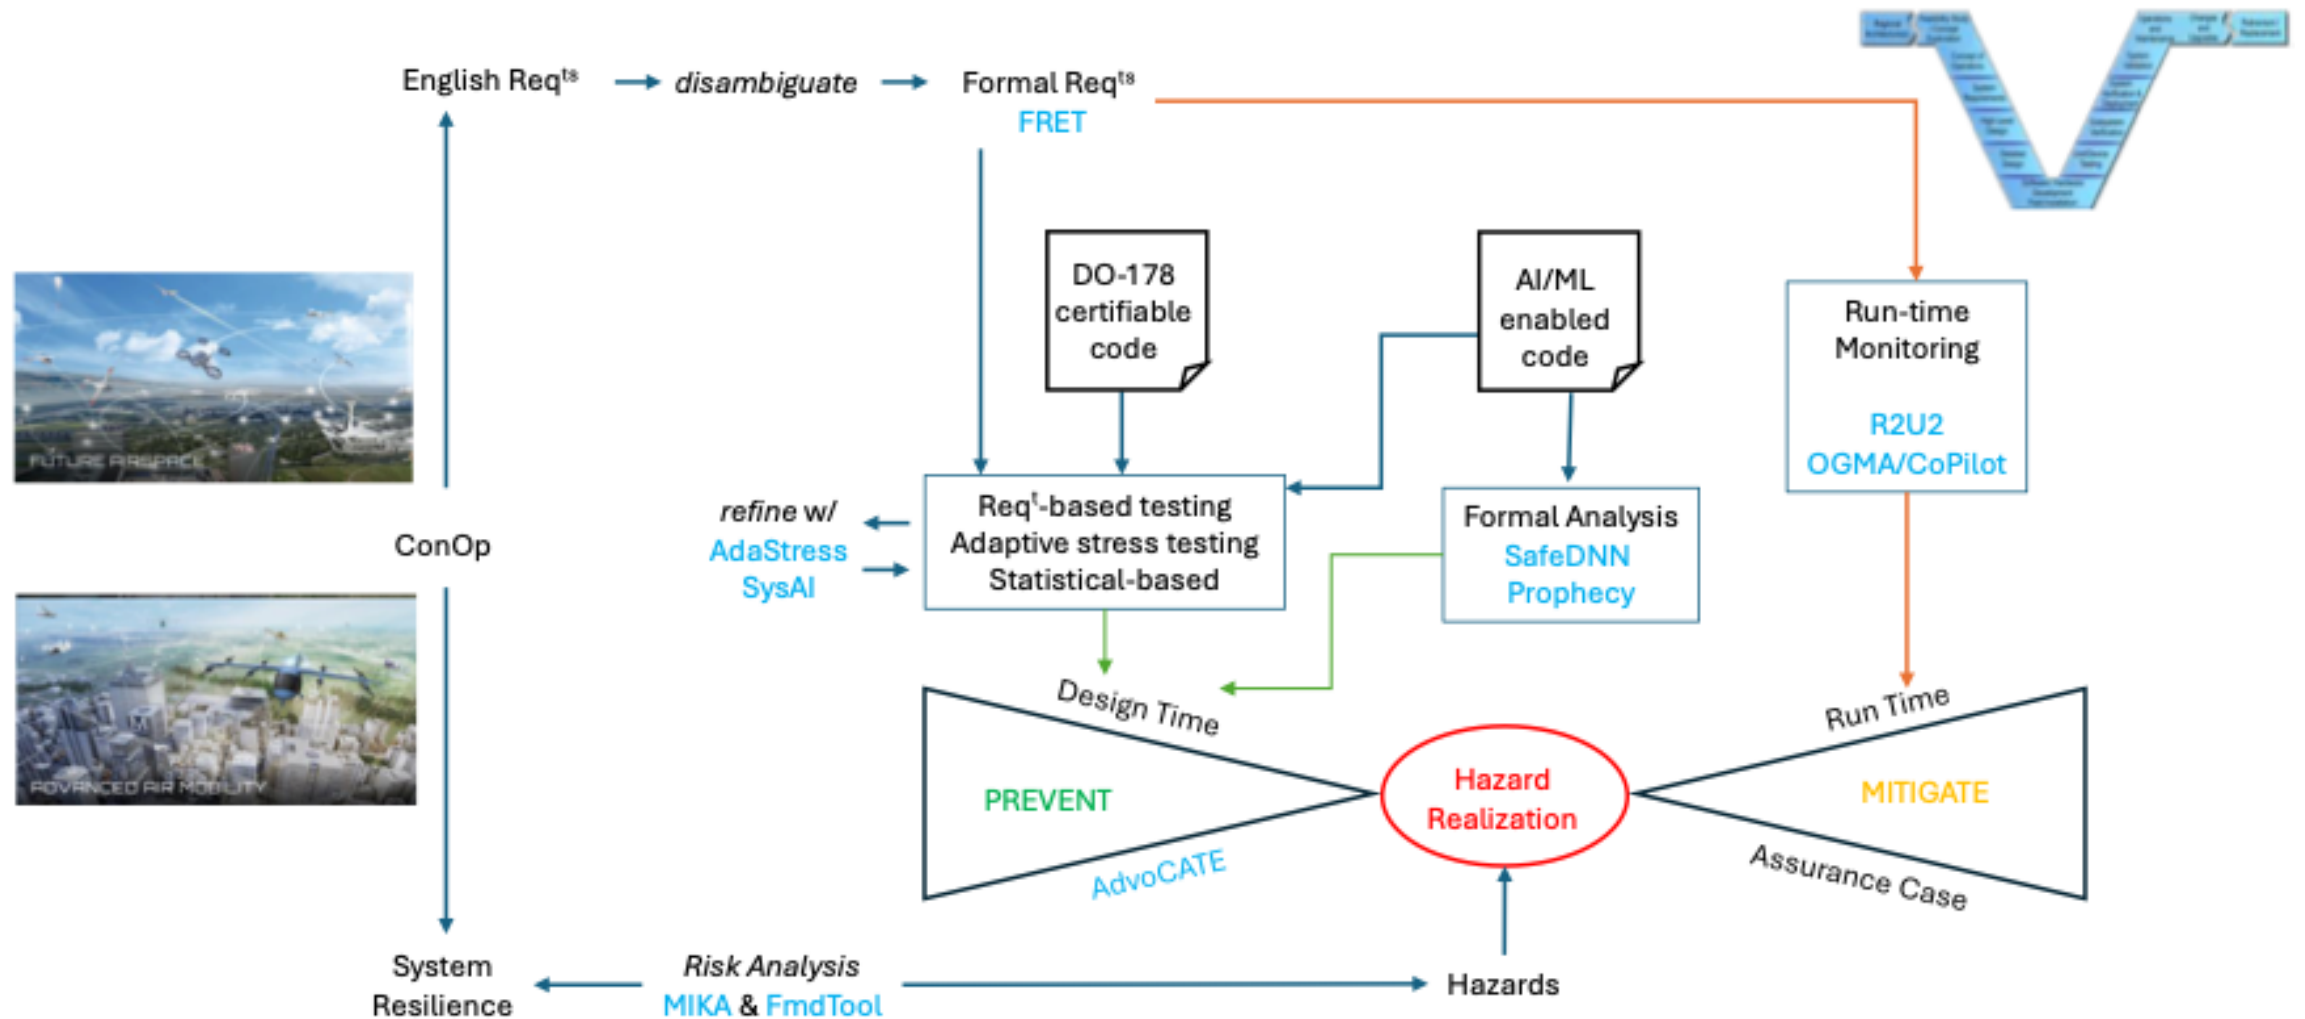 English Reqᵗˢ
disambiguate
Formal Reqᵗˢ
FRET
DO-178
certifiable
code
AI/ML
enabled
code
Run-time
Monitoring
R2U2
OGMA/CoPilot
FUTURE AIRSPACE
ConOp
refine w/
AdaStress
SysAI
Reqᵗ-based testing
Adaptive stress testing
Statistical-based
Formal Analysis
SafeDNN
Prophecy
ADVANCED AIR MOBILITY
Design Time
PREVENT
AdvoCATE
Hazard
Realization
Run Time
MITIGATE
Assurance Case
System
Resilience
Risk Analysis
MIKA & FmdTool
Hazards